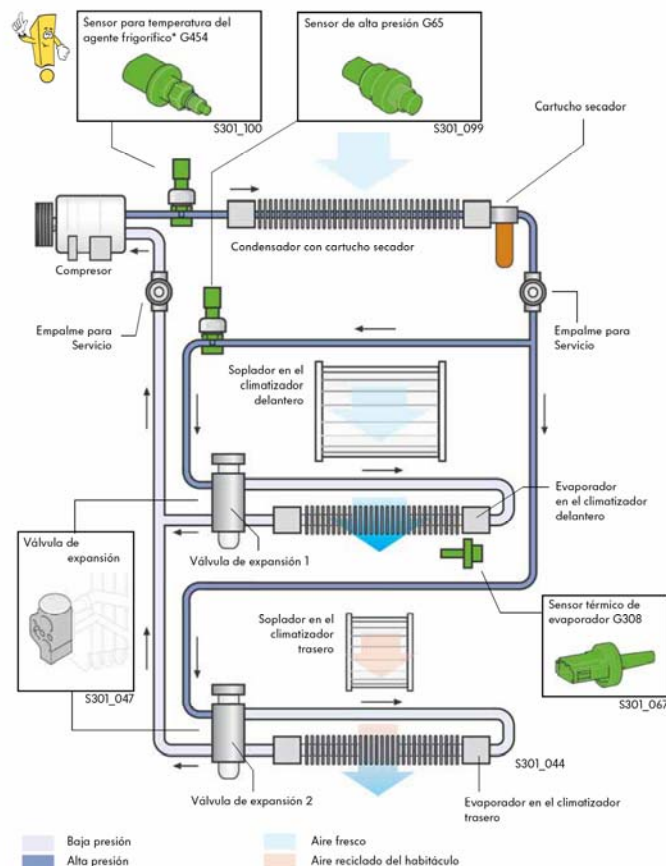 Sensor para temperatura del
agente frigorífico* G454
S301_100
Sensor de alta presión G65
S301_099
Cartucho secador
Condensador con cartucho secador
Compresor
Empalme para
Servicio
Empalme para
Servicio
Soplador en el
climatizador
delantero
Evaporador
en el climatizador
delantero
Válvula de
expansión
S301_047
Válvula de expansión 1
Soplador en el
climatizador
trasero
Sensor térmico de
evaporador G308
S301_067
S301_044
Válvula de expansión 2
Evaporador en el climatizador
trasero
Baja presión
Alta presión
Aire fresco
Aire reciclado del habitáculo